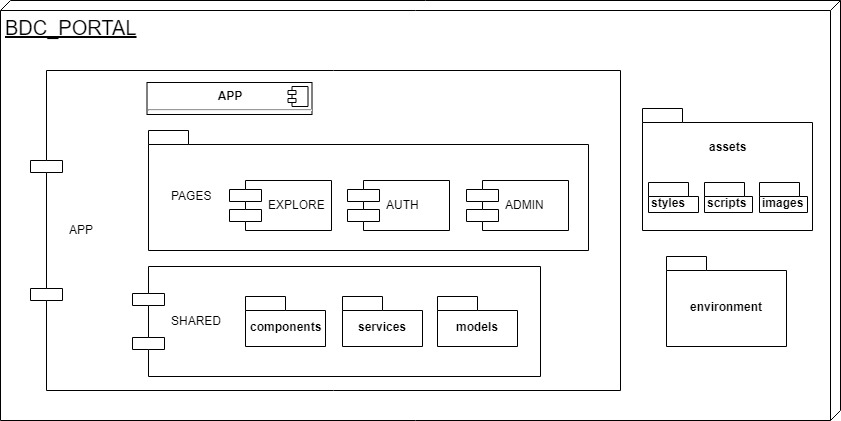 BDC_PORTAL
APP
PAGES
EXPLORE
AUTH
ADMIN
APP
SHARED
components
services
models
assets
styles
scripts
images
environment